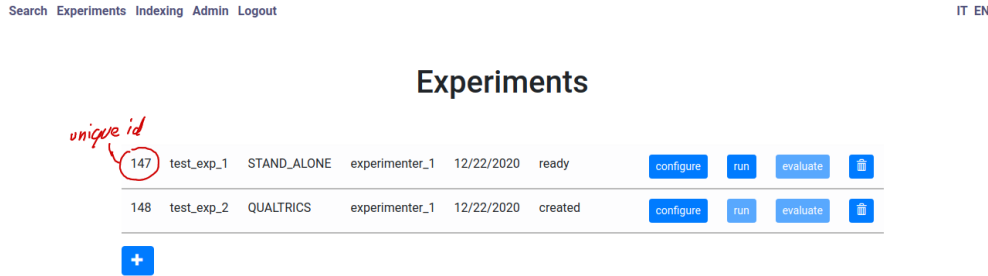 Search Experiments Indexing Admin Logout IT EN
Experiments
unique id
147 test_exp_1 STAND_ALONE experimenter_1 12/22/2020 ready configure run evaluate
148 test_exp_2 QUALTRICS experimenter_1 12/22/2020 created configure run evaluate
+